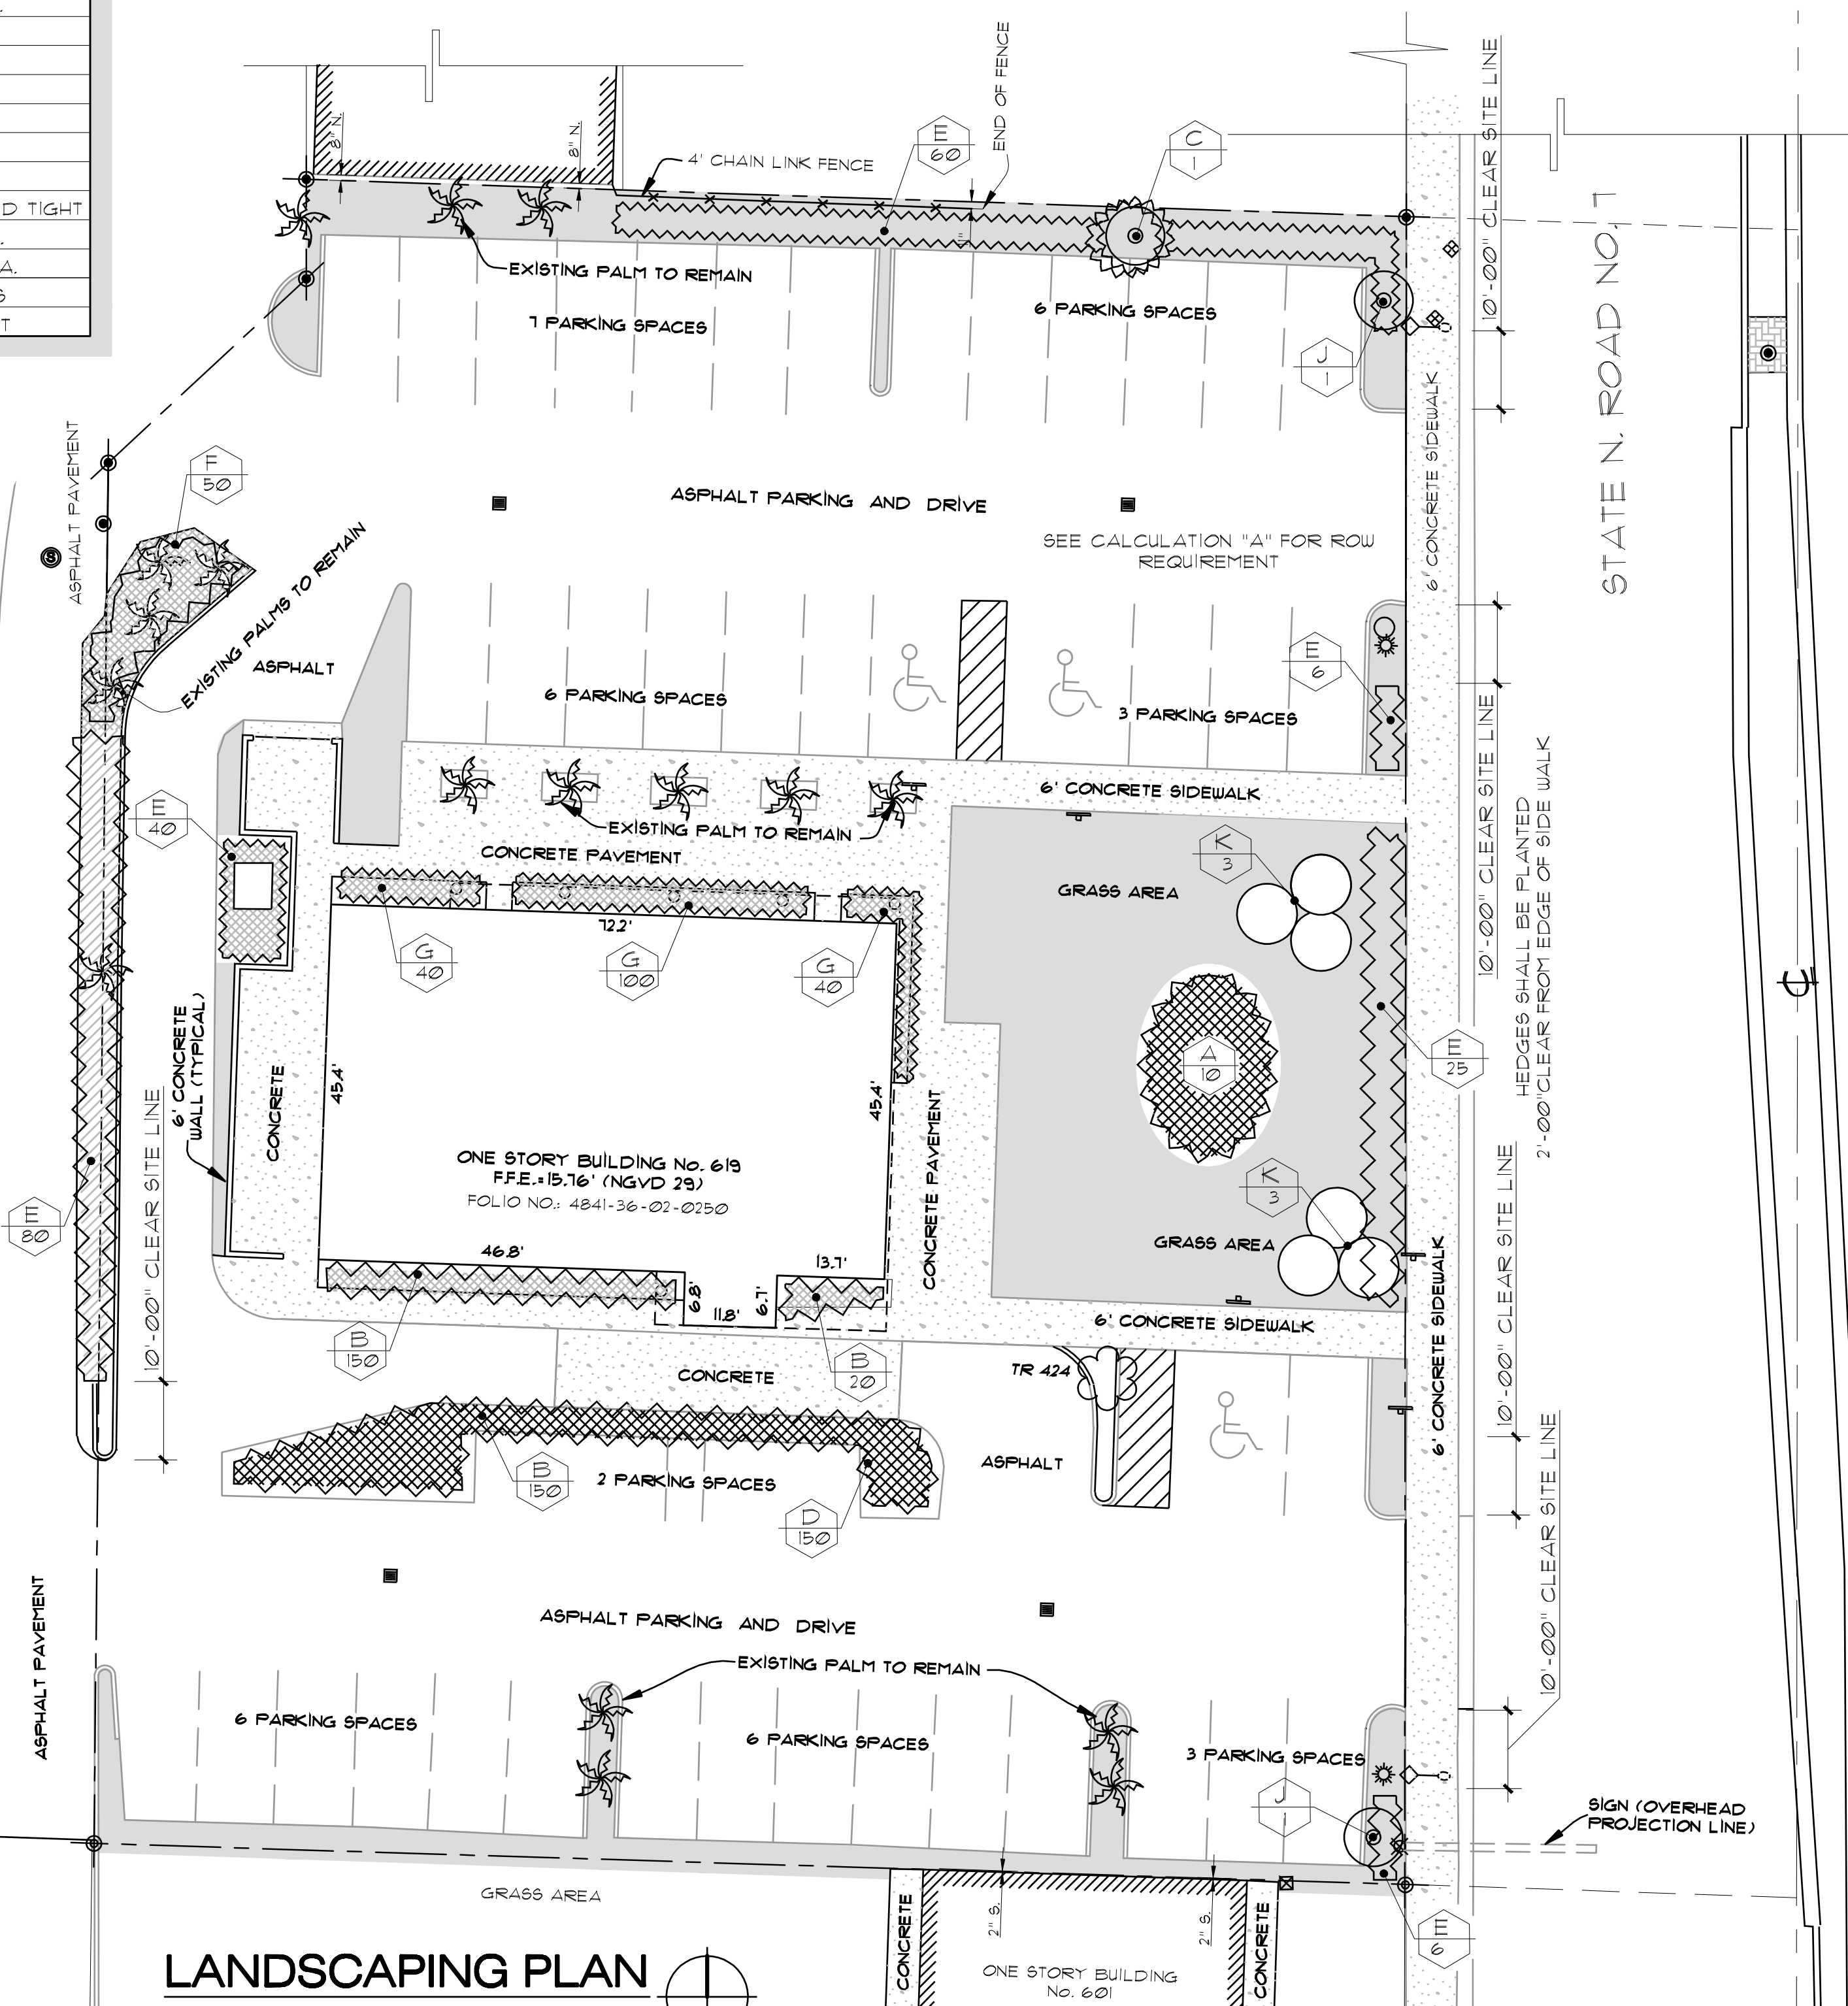 D TIGHT
A.
S
T
8" N.
8" N.
4' CHAIN LINK FENCE
E
60
END OF FENCE
C
1
10'-00" CLEAR SITE LINE
STATE N. ROAD NO. 1
EXISTING PALM TO REMAIN
1'
7 PARKING SPACES
6 PARKING SPACES
J
1
6' CONCRETE SIDEWALK
ASPHALT PAVEMENT
F
50
S
EXISTING PALMS TO REMAIN
ASPHALT PARKING AND DRIVE
SEE CALCULATION "A" FOR ROW
REQUIREMENT
ASPHALT
6 PARKING SPACES
3 PARKING SPACES
E
6
10'-00" CLEAR SITE LINE
HEDGES SHALL BE PLANTED
2'-00"CLEAR FROM EDGE OF SIDE WALK
E
40
6' CONCRETE SIDEWALK
EXISTING PALM TO REMAIN
CONCRETE PAVEMENT
K
3
GRASS AREA
72.2'
G
40
G
100
G
40
A
10
E
25
6' CONCRETE
WALL (TYPICAL)
CONCRETE
45.4'
45.4'
CONCRETE PAVEMENT
ONE STORY BUILDING No. 619
F.F.E.=15.76' (NGVD 29)
FOLIO NO.: 4841-36-02-0250
E
80
10'-00" CLEAR SITE LINE
K
3
GRASS AREA
46.8'
13.7'
6.8'
11.8'
6.7'
6' CONCRETE SIDEWALK
6' CONCRETE SIDEWALK
10'-00" CLEAR SITE LINE
B
150
B
20
CONCRETE
TR 424
B
150
2 PARKING SPACES
D
150
ASPHALT
10'-00" CLEAR SITE LINE
ASPHALT PAVEMENT
ASPHALT PARKING AND DRIVE
EXISTING PALM TO REMAIN
6 PARKING SPACES
6 PARKING SPACES
3 PARKING SPACES
J
1
SIGN (OVERHEAD
PROJECTION LINE)
GRASS AREA
CONCRETE
2" S.
2" S.
CONCRETE
E
6
ONE STORY BUILDING
No. 601
LANDSCAPING PLAN